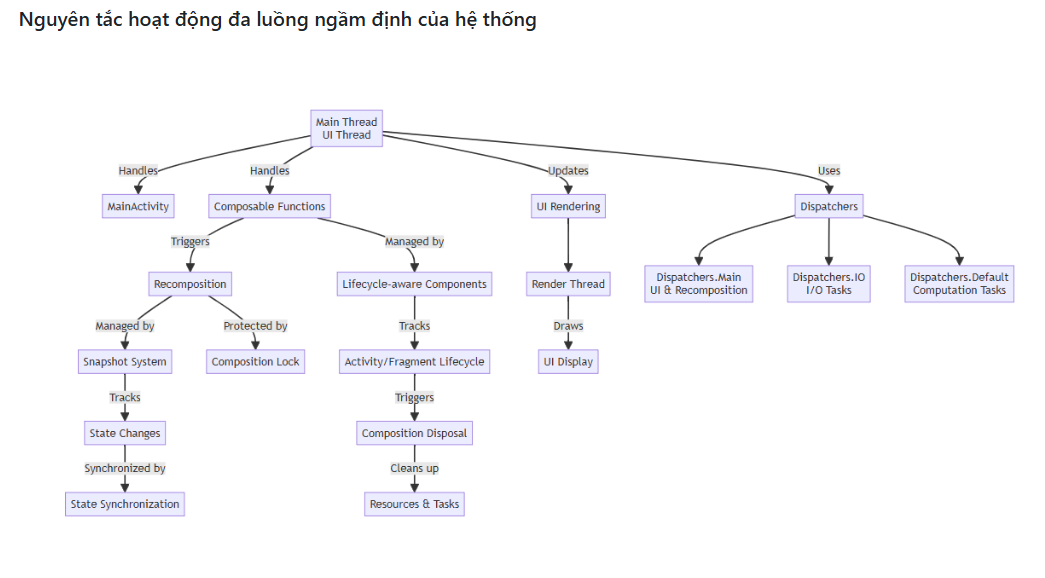 Nguyên tắc hoạt động đa luồng ngầm định của hệ thống
Main Thread
UI Thread
Handles
Handles
Updates
Uses
MainActivity
Composable Functions
UI Rendering
Dispatchers
Triggers
Managed by
Recomposition
Lifecycle-aware Components
Render Thread
Dispatchers.Main
UI & Recomposition
Dispatchers.IO
I/O Tasks
Dispatchers.Default
Computation Tasks
Managed by
Protected by
Tracks
Draws
Snapshot System
Composition Lock
Activity/Fragment Lifecycle
UI Display
Tracks
Triggers
State Changes
Composition Disposal
Synchronized by
Cleans up
State Synchronization
Resources & Tasks